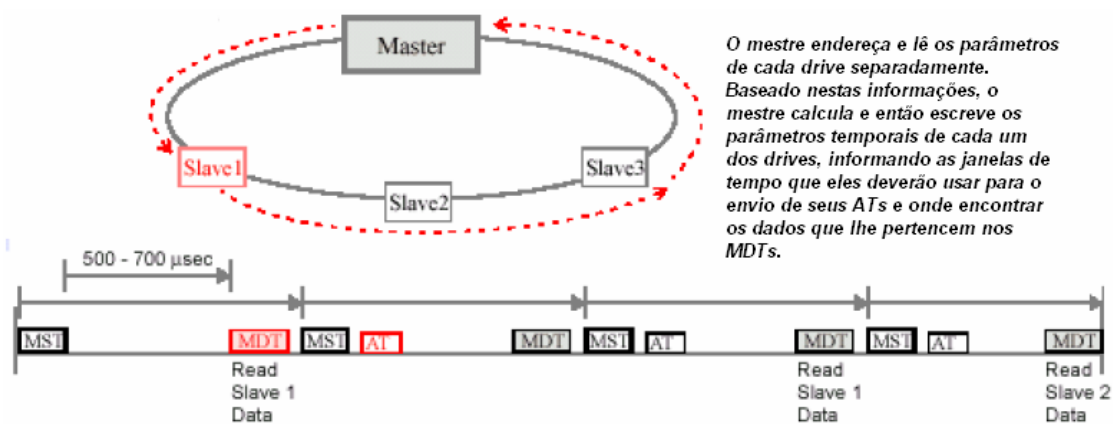 Master
Slave1
Slave2
Slave3
O mestre endereça e lê os parâmetros
de cada drive separadamente.
Baseado nestas informações, o
mestre calcula e então escreve os
parâmetros temporais de cada um
dos drives, informando as janelas de
tempo que eles deverão usar para o
envio de seus ATs e onde encontrar
os dados que lhe pertencem nos
MDTs.
500 - 700 µsec
MST MDT MST AT MDT MST AT MDT MST AT MDT
Read
Slave 1
Data
Read
Slave 1
Data
Read
Slave 2
Data